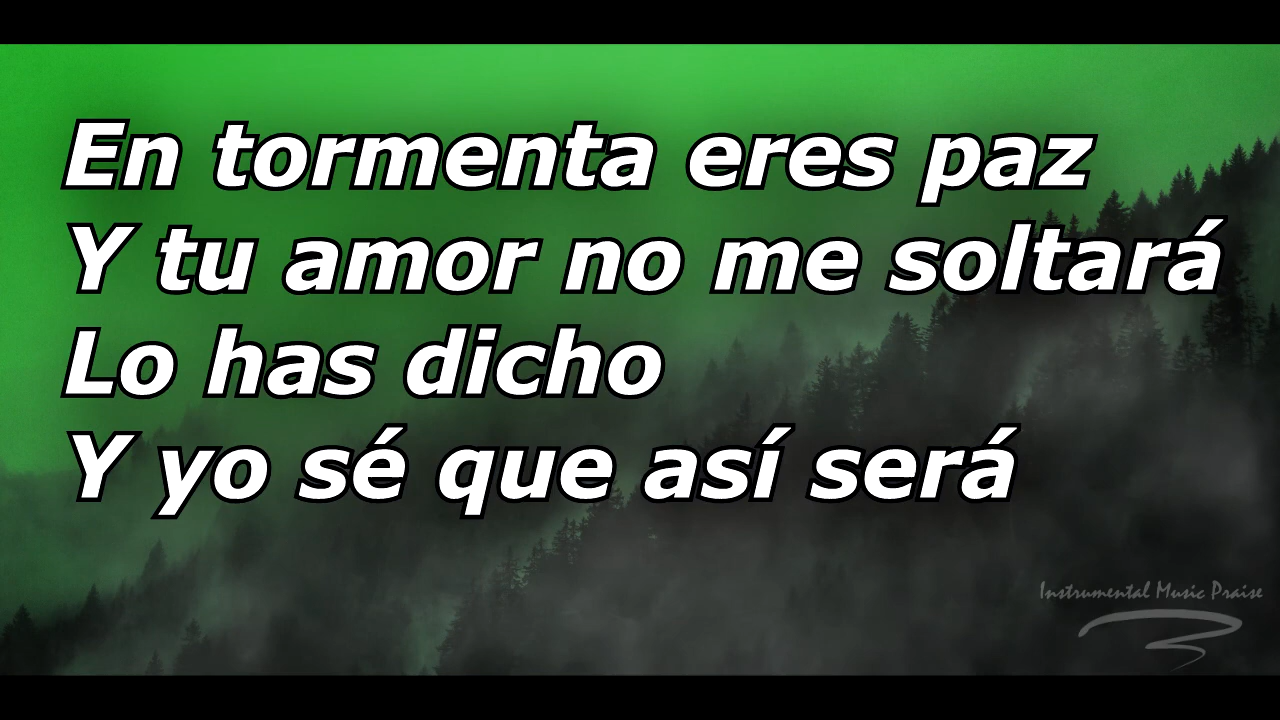 En tormenta eres paz
Y tu amor no me soltará
Lo has dicho
Y yo sé que así será
Instrumental Music Praise